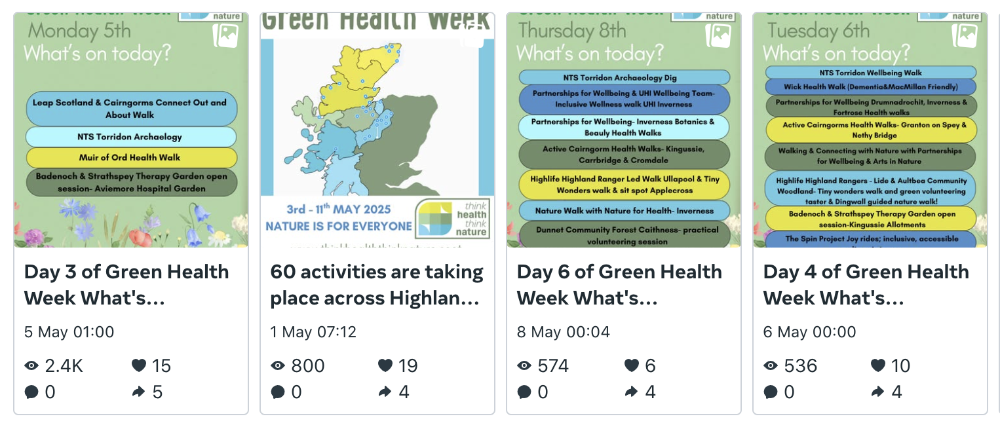 Green Health Week
nature
Monday 5th
What's on today?
Leap Scotland & Cairngorms Connect Out and
About Walk
NTS Torridon Archaelogy
Muir of Ord Health Walk
Badenoch & Strathspey Therapy Garden open
session- Aviemore Hospital Garden
Day 3 of Green Health
Week What's...
5 May 01:00
2.4K
15
0
5
Green Health Week
3rd - 11th MAY 2025
NATURE IS FOR EVERYONE
think
health
think
nature
60 activities are taking
place across Highlan...
1 May 07:12
800
19
0
4
Green Health Week
nature
Thursday 8th
What's on today?
NTS Torridon Archaeology Dig
Partnerships for Wellbeing & UHI Wellbeing Team-
Inclusive Wellness walk UHI Inverness
Partnerships for Wellbeing- Inverness Botanics &
Beauly Health Walks
Active Cairngorm Health Walks- Kingussie,
Carrbridge & Cromdale
Highlife Highland Ranger Led Walk Ullapool & Tiny
Wonders walk & sit spot Applecross
Nature Walk with Nature for Health- Inverness
Dunnet Community Forest Caithness- practical
volunteering session
Day 6 of Green Health
Week What's...
8 May 00:04
574
6
0
4
Green Health Week
nature
Tuesday 6th
What's on today?
NTS Torridon Wellbeing Walk
Wick Health Walk (Dementia&MacMillan Friendly)
Partnerships for Wellbeing Drumnadrochit, Inverness &
Fortrose Health walks
Active Cairngorms Health Walks- Granton on Spey &
Nethy Bridge
Walking & Connecting with Nature with Partnerships
for Wellbeing & Arts in Nature
Highlife Highland Rangers - Lide & Aultbea Community
Woodland- Tiny wonders walk and green volunteering
taster & Dingwall guided nature walk!
Badenoch & Strathspey Therapy Garden open
session-Kingussie Allotments
The Spin Project Joy rides; inclusive, accessible
Day 4 of Green Health
Week What's...
6 May 00:00
536
10
0
4